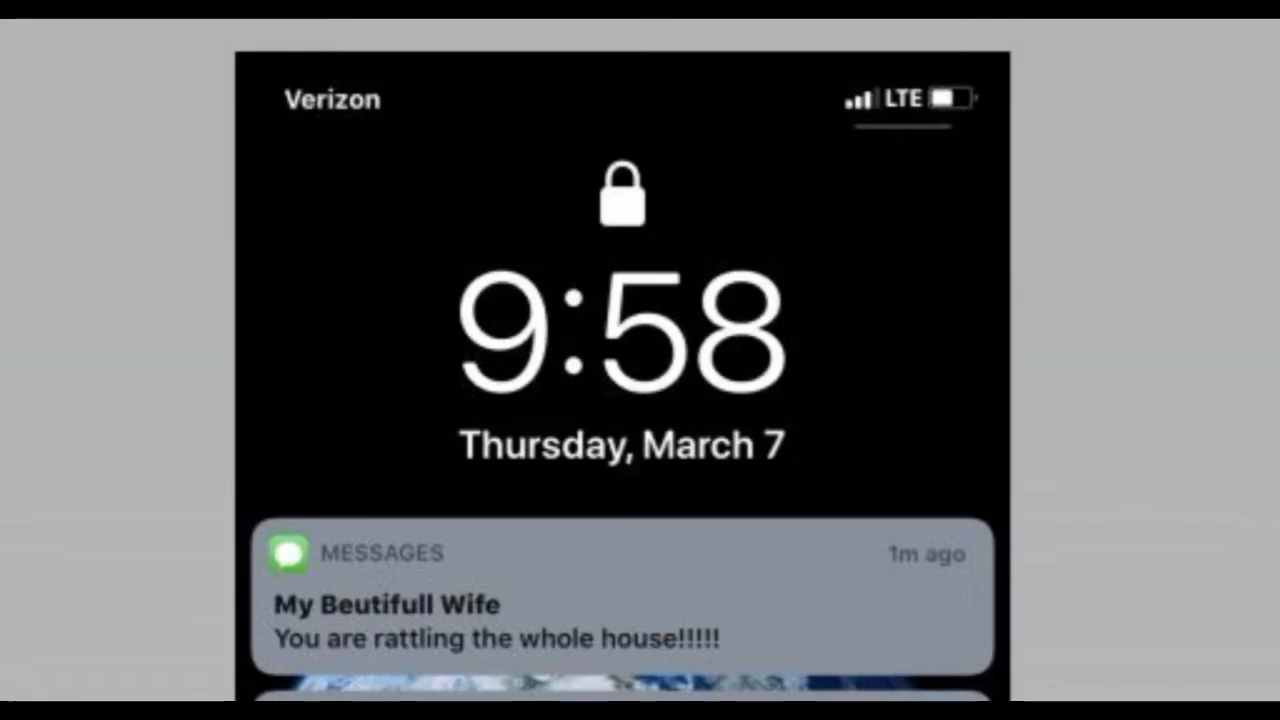 Verizon LTE
9:58
Thursday, March 7
MESSAGES 1m ago
My Beutifull Wife
You are rattling the whole house!!!!!